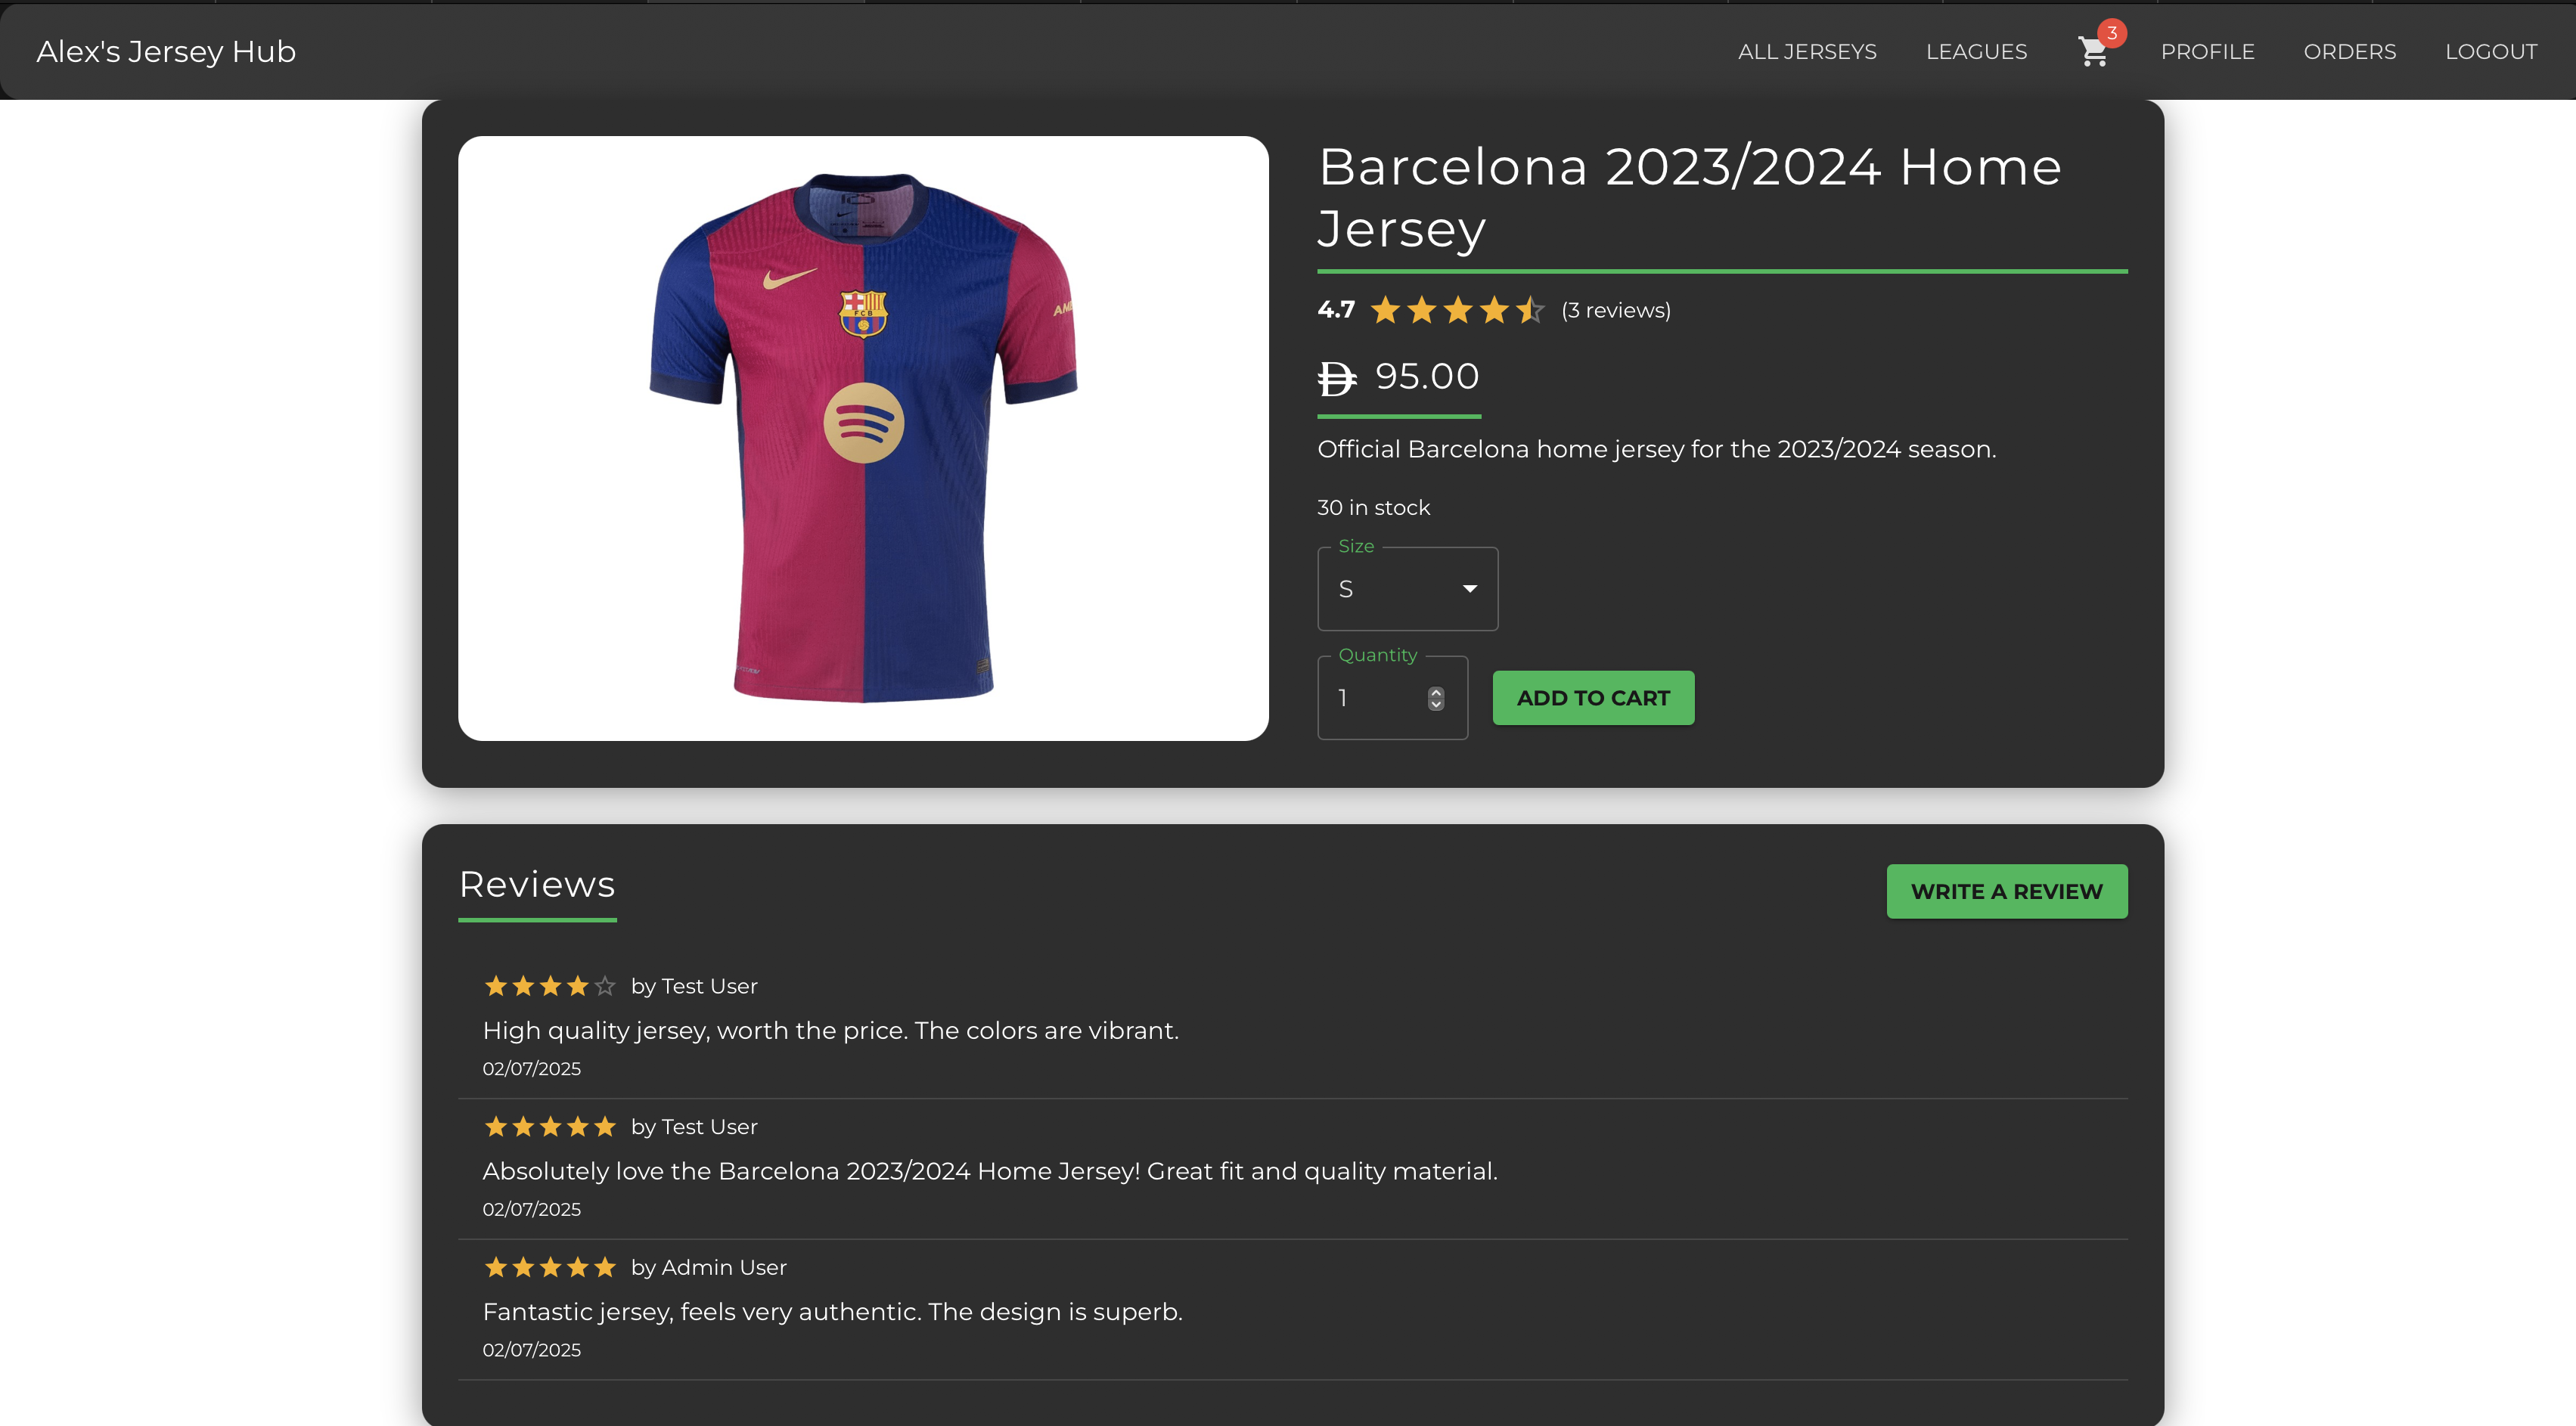 Alex's Jersey Hub
ALL JERSEYS
LEAGUES
3
PROFILE
ORDERS
LOGOUT
FCB
Barcelona 2023/2024 Home
Jersey
4.7 (3 reviews)
95.00
Official Barcelona home jersey for the 2023/2024 season.
30 in stock
Size
S
Quantity
1
ADD TO CART
Reviews
WRITE A REVIEW
by Test User
High quality jersey, worth the price. The colors are vibrant.
02/07/2025
by Test User
Absolutely love the Barcelona 2023/2024 Home Jersey! Great fit and quality material.
02/07/2025
by Admin User
Fantastic jersey, feels very authentic. The design is superb.
02/07/2025